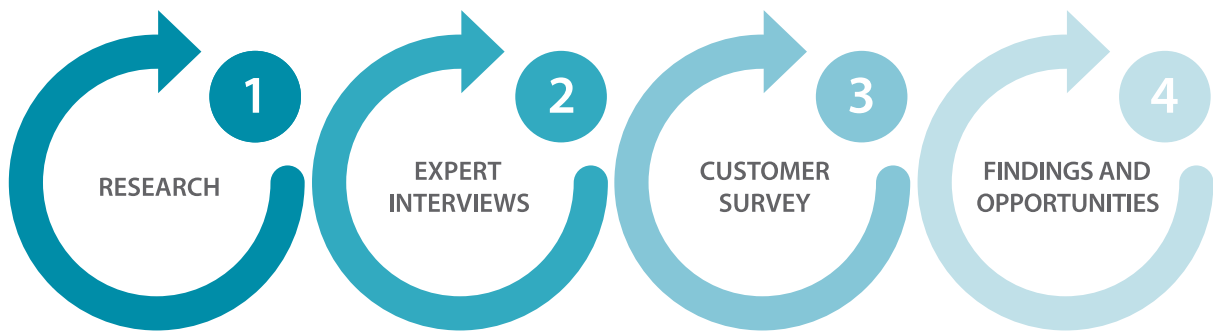 1
RESEARCH
2
EXPERT
INTERVIEWS
3
CUSTOMER
SURVEY
4
FINDINGS AND
OPPORTUNITIES